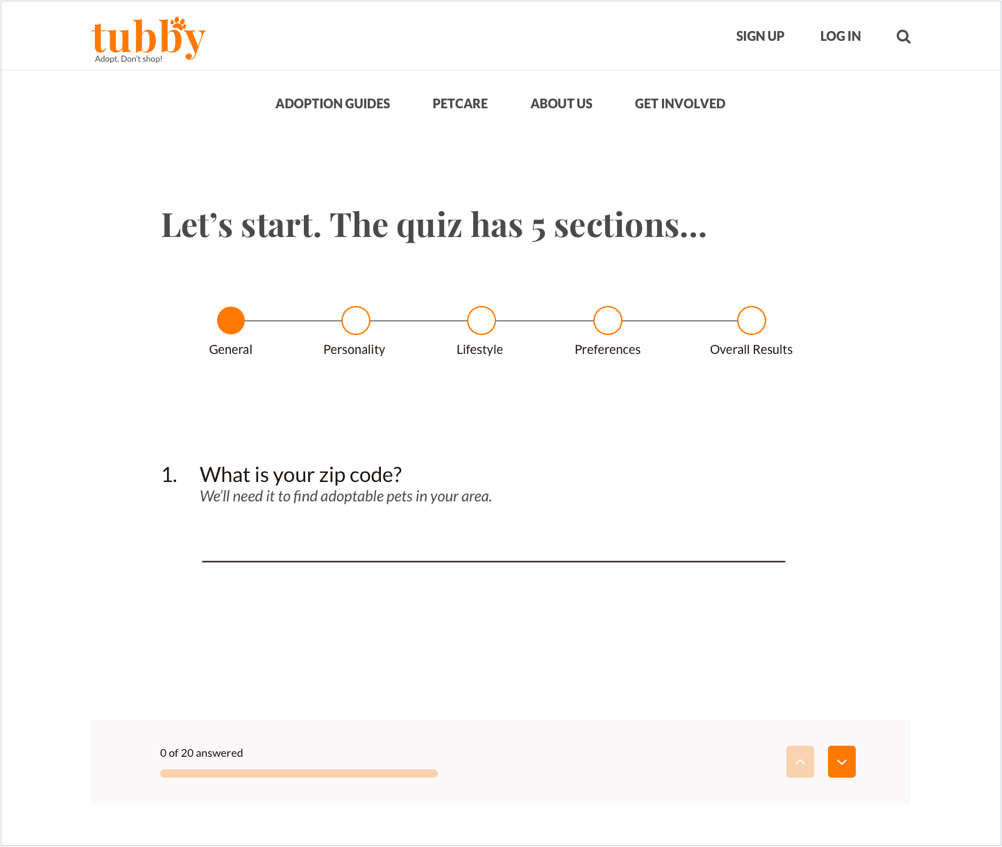 tubby
Adopt. Don't shop!
SIGN UP LOG IN
ADOPTION GUIDES PETCARE ABOUT US GET INVOLVED
Let’s start. The quiz has 5 sections...
General Personality Lifestyle Preferences Overall Results
1. What is your zip code?
We’ll need it to find adoptable pets in your area.
0 of 20 answered